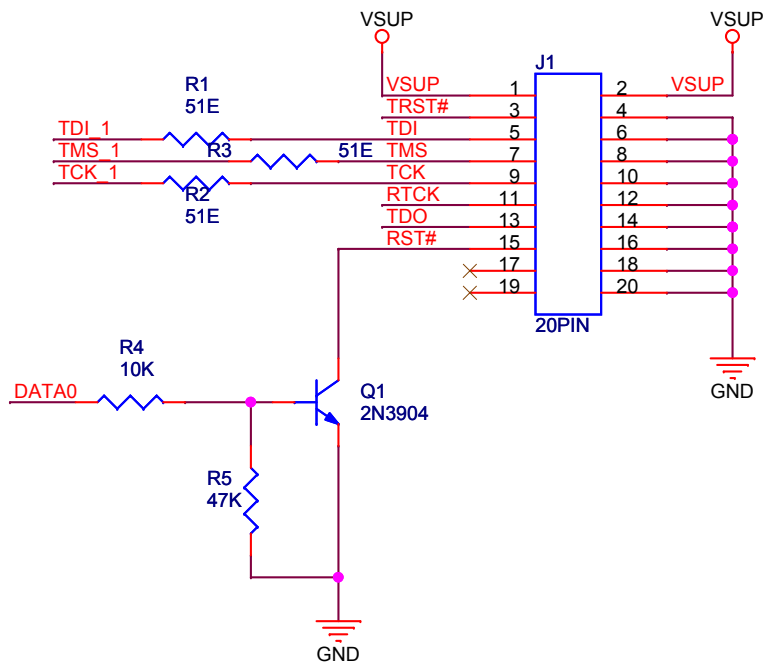 VSUP
VSUP
J1
R1
51E
VSUP 1 2 VSUP
TRST# 3 4
TDI_1 TDI 5 6
TMS_1 R3 51E TMS 7 8
TCK_1 TCK 9 10
R2
51E
RTCK 11 12
TDO 13 14
RST# 15 16
17 18
19 20
20PIN
GND
R4
10K
DATA0
Q1
2N3904
R5
47K
GND